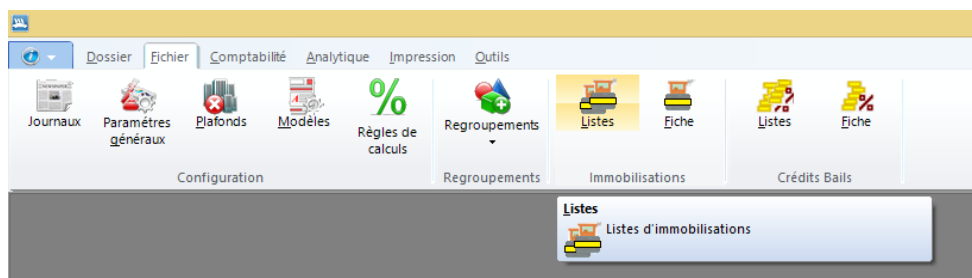 Dossier Fichier Comptabilité Analytique Impression Outils
Journaux Paramètres généraux Plafonds Modèles Règles de calculs Regroupements Listes Fiche Listes Fiche
Configuration Regroupements Immobilisations Crédits Bails
Listes
Listes d'immobilisations